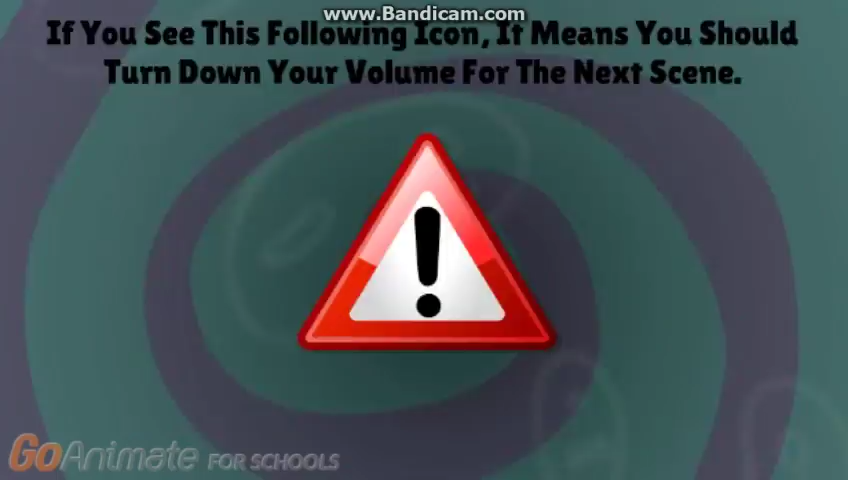 www.Bandicam.com
If You See This Following Icon, It Means You Should
Turn Down Your Volume For The Next Scene.
!
GoAnimate FOR SCHOOLS